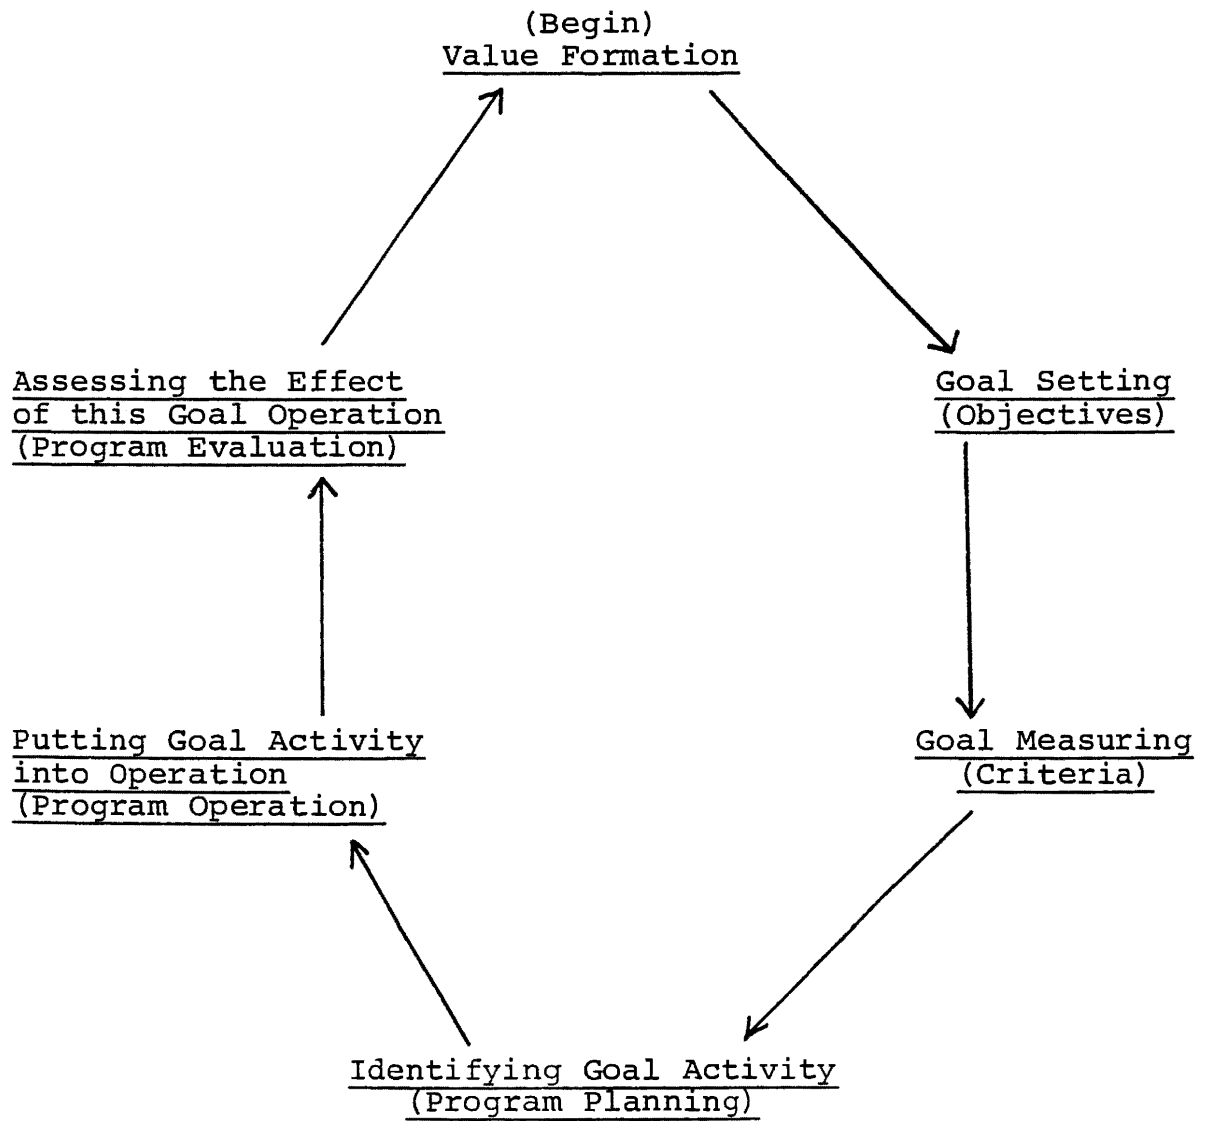 (Begin)
Value Formation
Assessing the Effect
of this Goal Operation
(Program Evaluation)
Goal Setting
(Objectives)
Putting Goal Activity
into Operation
(Program Operation)
Goal Measuring
(Criteria)
Identifying Goal Activity
(Program Planning)